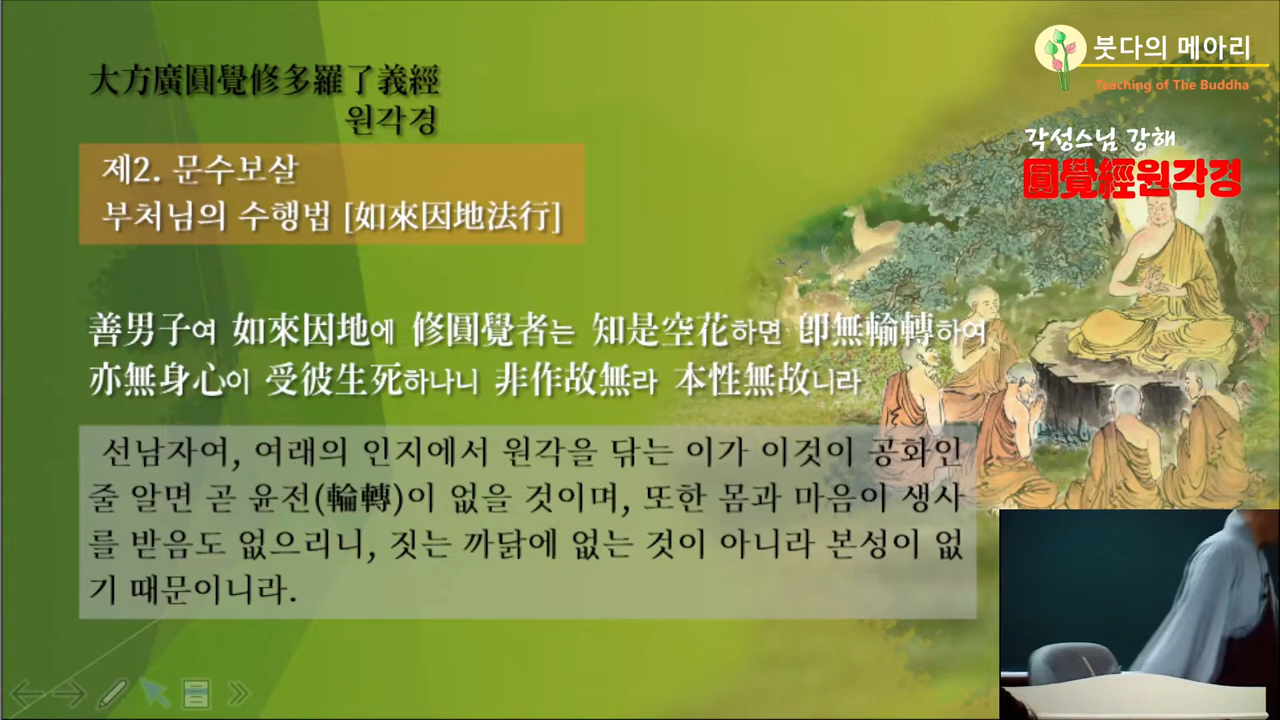 大方廣圓覺修多羅了義經
원각경
제2. 문수보살
부처님의 수행법 [如來因地法行]
善男子여 如來因地에 修圓覺者는 知是空花하면 卽無輪轉하여
亦無身心이 受彼生死하나니 非作故無라 本性無故니라
선남자여, 여래의 인지에서 원각을 닦는 이가 이것이 공화인
줄 알면 곧 윤전(輪轉)이 없을 것이며, 또한 몸과 마음이 생사
를 받음도 없으리니, 짓는 까닭에 없는 것이 아니라 본성이 없
기 때문이니라.
붓다의 메아리
Teaching of The Buddha
각성스님 강해
圓覺經원각경